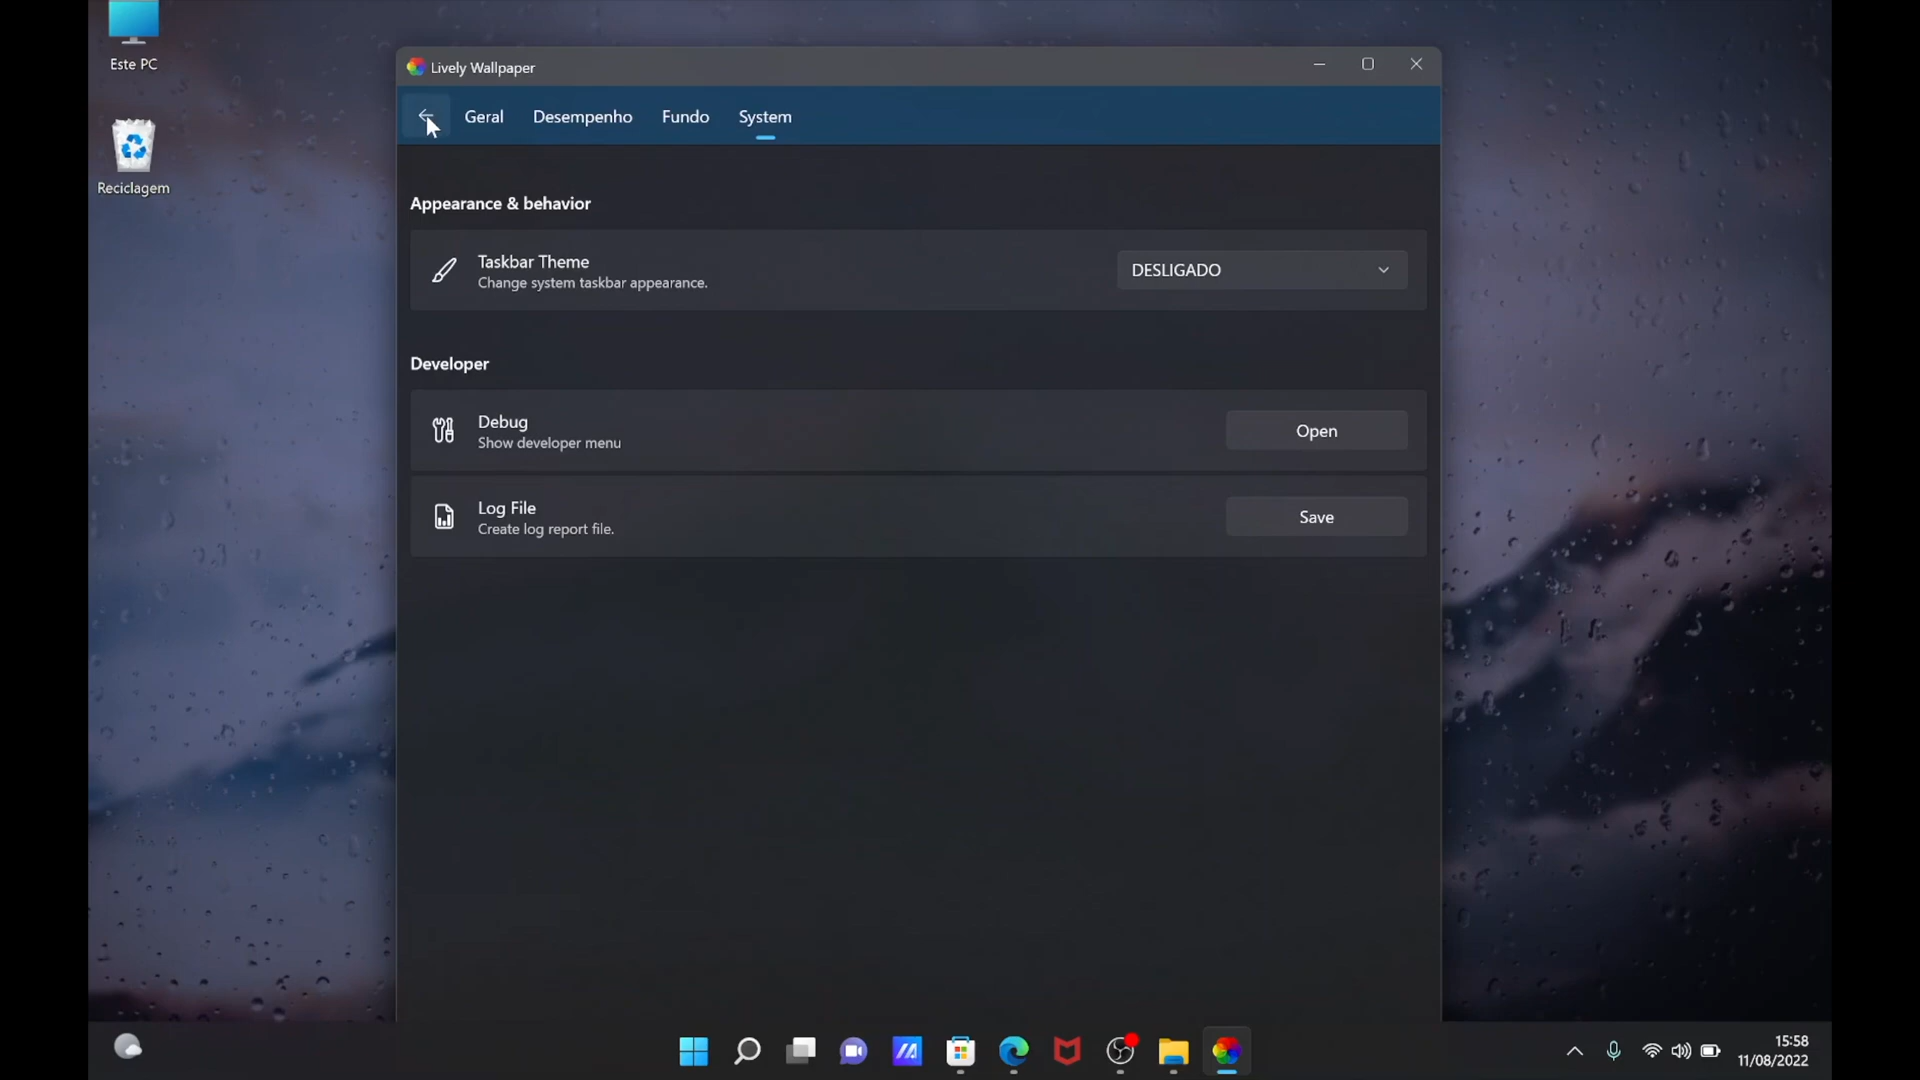 Este PC
Reciclagem
Lively Wallpaper
Geral Desempenho Fundo System
Appearance & behavior
Taskbar Theme
Change system taskbar appearance.
DESLIGADO
Developer
Debug
Show developer menu
Open
Log File
Create log report file.
Save
15:58
11/08/2022